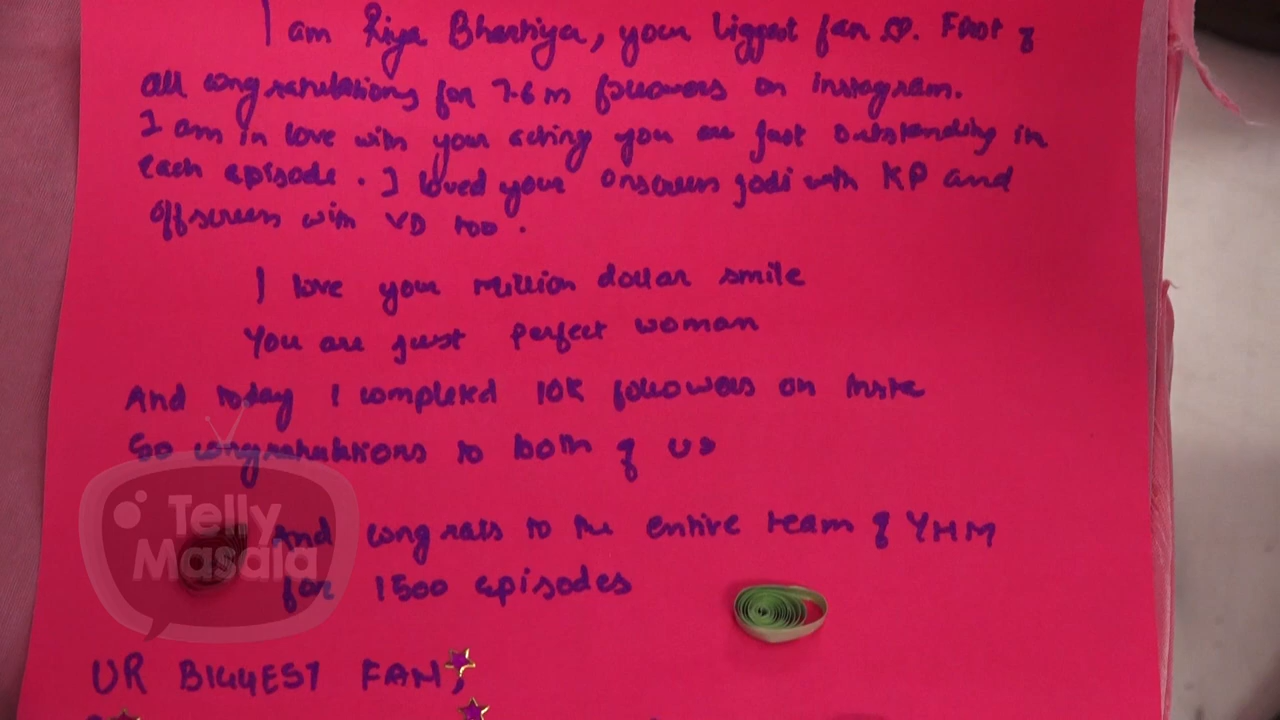 I am Riya Bhartiya, your biggest fan ♡. First of
all congratulations for 7.6 m followers on instagram.
I am in love with your acting you are just outstanding in
each episode. I loved your onscreen jodi with KP and
offscreen with VD too.
I love your million dollar smile
You are just perfect woman
And today I completed 10K followers on insta
So congratulations to both of us
And congrats to the entire team of YHM
for 1500 episodes
UR BIGGEST FAN,
Telly
Masala